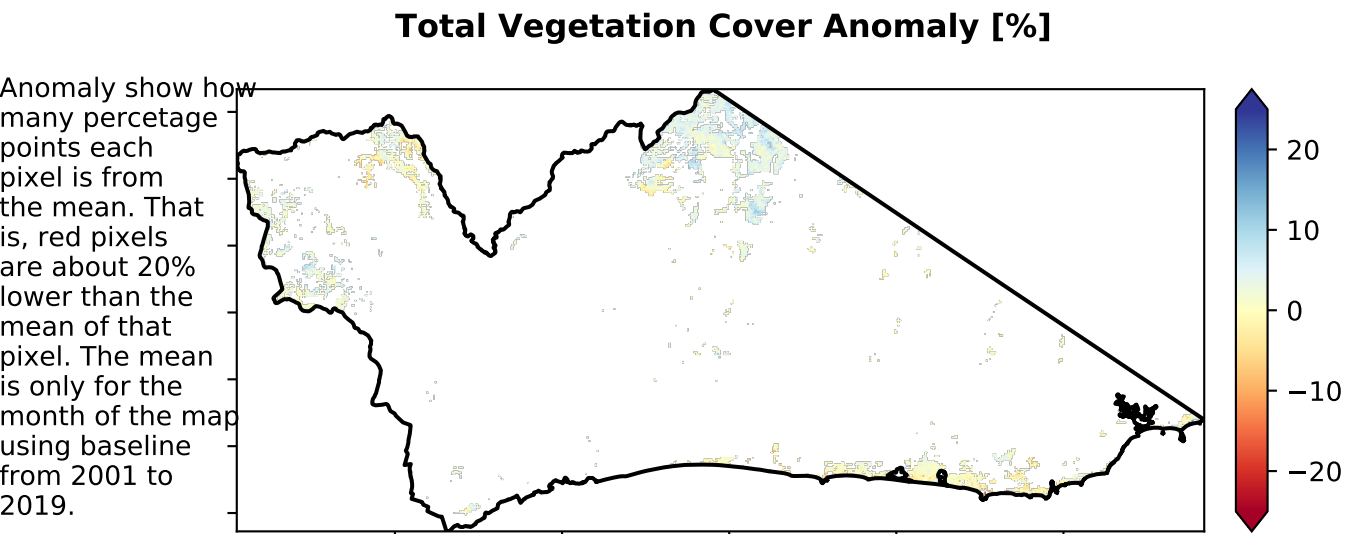 Total Vegetation Cover Anomaly [%]
Anomaly show how
many percetage
points each
pixel is from
the mean. That
is, red pixels
are about 20%
lower than the
mean of that
pixel. The mean
is only for the
month of the map
using baseline
from 2001 to
2019.
20
10
0
−10
−20